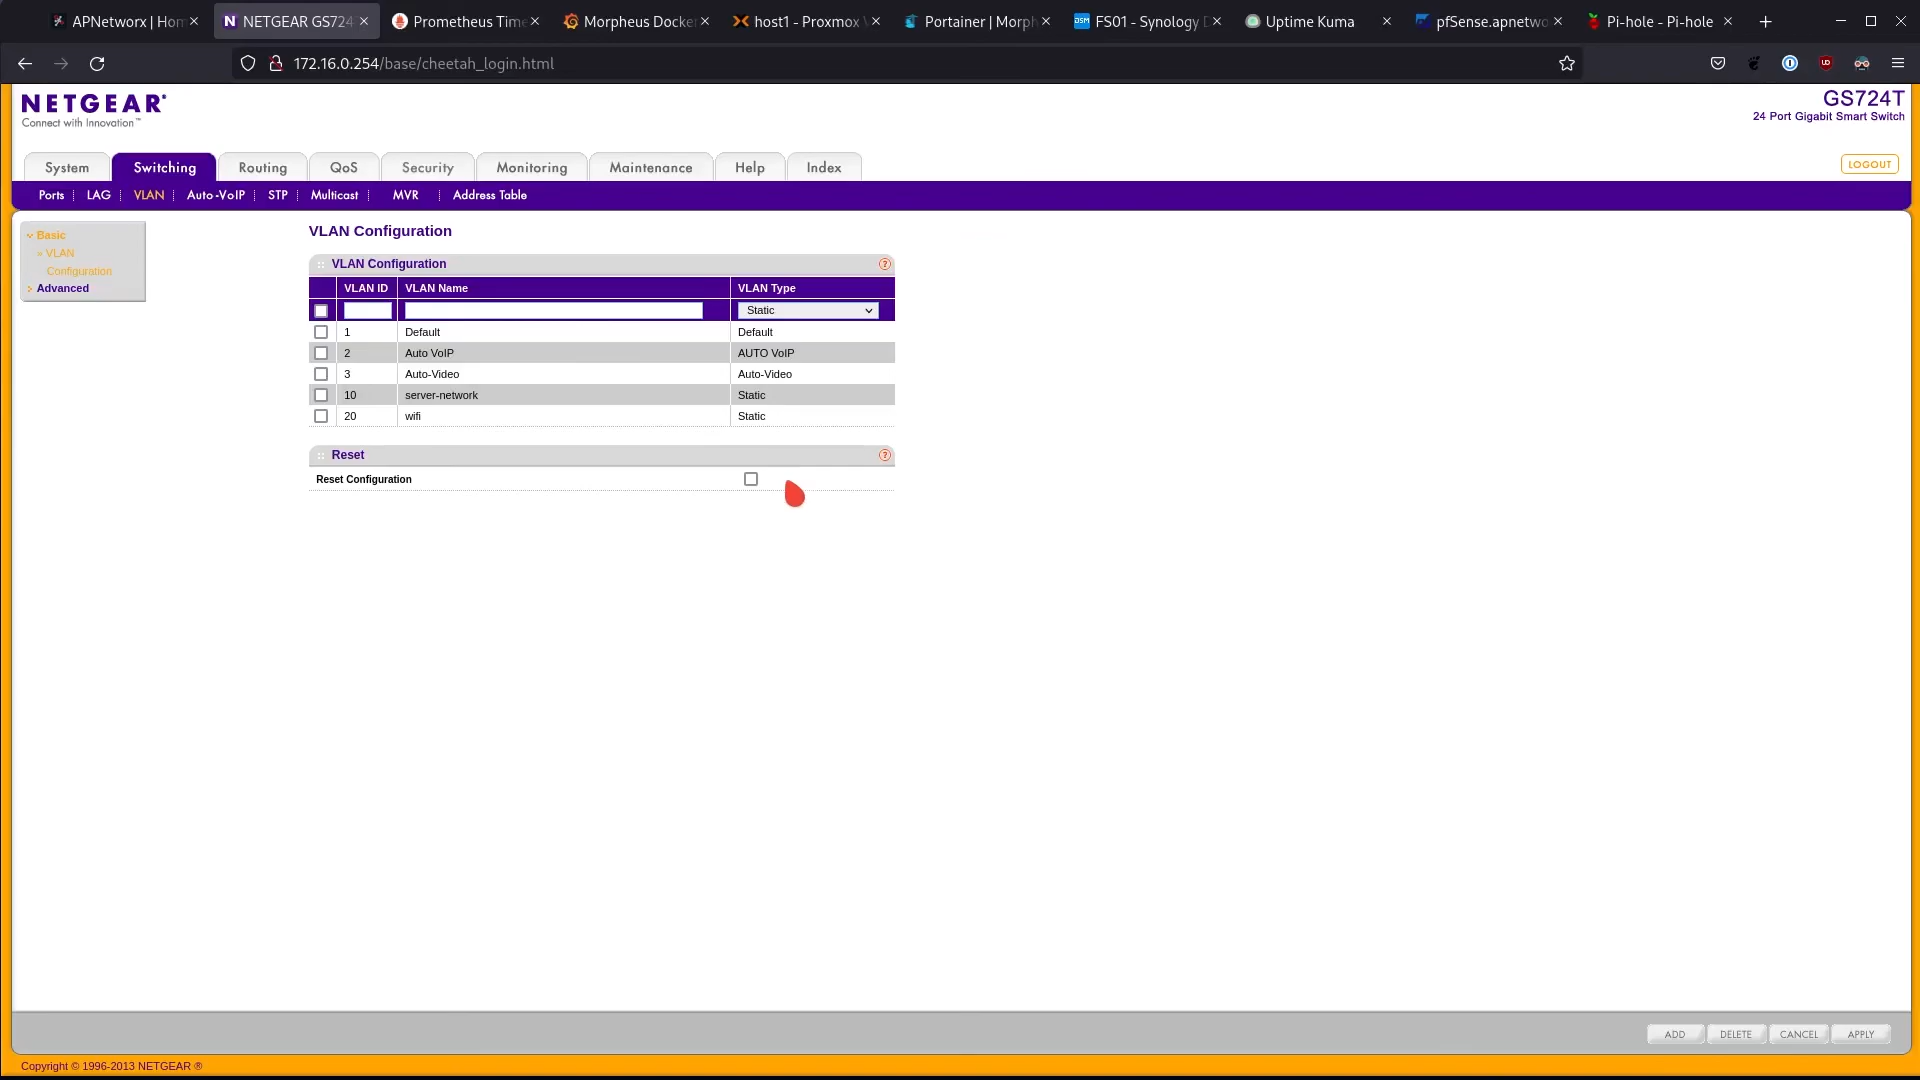 APNetworx | Hom
NETGEAR GS724
Prometheus Time
Morpheus Docker
host1 - Proxmox V
Portainer | Morph
FS01 - Synology D
Uptime Kuma
pfSense.apnetwo
Pi-hole - Pi-hole
172.16.0.254/base/cheetah_login.html
NETGEAR®
Connect with Innovation™
GS724T
24 Port Gigabit Smart Switch
System Switching Routing QoS Security Monitoring Maintenance Help Index
LOGOUT
Ports LAG VLAN Auto-VoIP STP Multicast MVR Address Table
Basic
VLAN
Configuration
Advanced
VLAN Configuration
VLAN Configuration
VLAN ID VLAN Name VLAN Type
Static
1 Default Default
2 Auto VoIP AUTO VoIP
3 Auto-Video Auto-Video
10 server-network Static
20 wifi Static
Reset
Reset Configuration
ADD DELETE CANCEL APPLY
Copyright © 1996-2013 NETGEAR ®